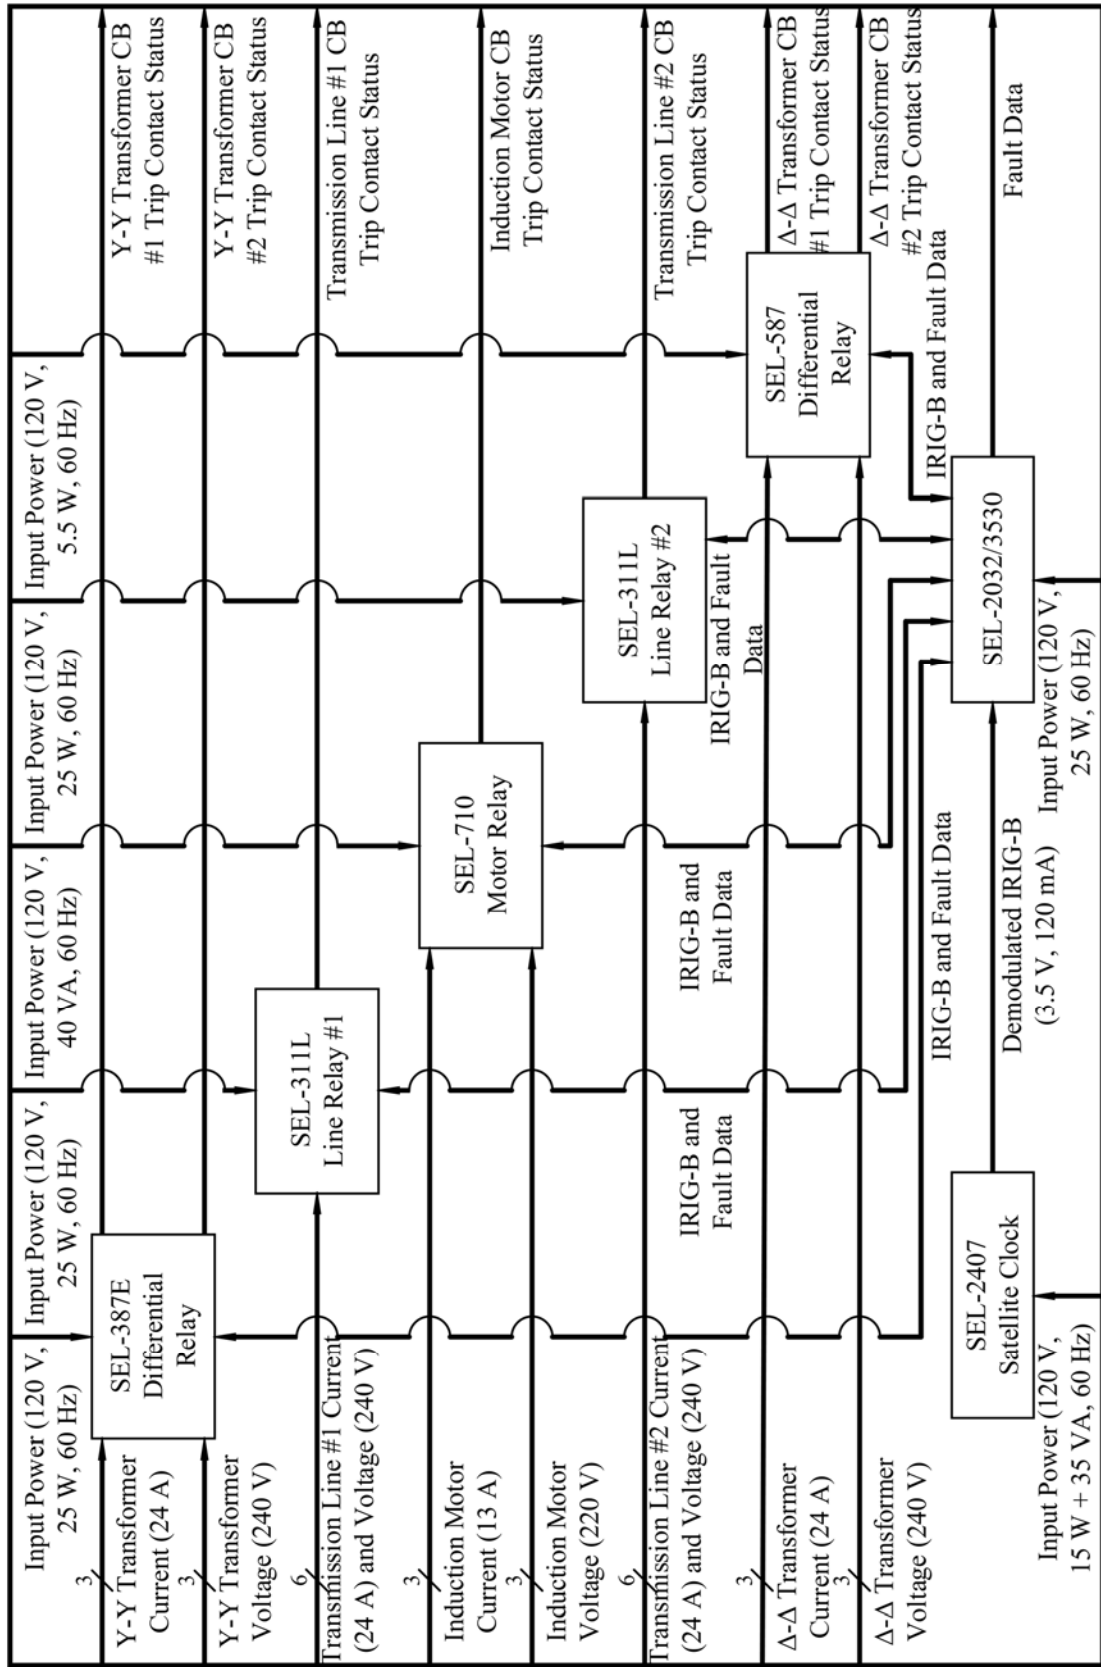 Input Power (120 V,
25 W, 60 Hz)
Input Power (120 V,
25 W, 60 Hz)
Input Power (120 V,
40 VA, 60 Hz)
Input Power (120 V,
25 W, 60 Hz)
Input Power (120 V,
5.5 W, 60 Hz)
3
Y-Y Transformer
Current (24 A)
3
Y-Y Transformer
Voltage (240 V)
SEL-387E
Differential
Relay
Y-Y Transformer CB
#1 Trip Contact Status
Y-Y Transformer CB
#2 Trip Contact Status
6
Transmission Line #1 Current
(24 A) and Voltage (240 V)
SEL-311L
Line Relay #1
Transmission Line #1 CB
Trip Contact Status
3
Induction Motor
Current (13 A)
3
Induction Motor
Voltage (220 V)
SEL-710
Motor Relay
Induction Motor CB
Trip Contact Status
6
Transmission Line #2 Current
(24 A) and Voltage (240 V)
SEL-311L
Line Relay #2
Transmission Line #2 CB
Trip Contact Status
IRIG-B and
Fault Data
IRIG-B and
Fault Data
IRIG-B and Fault
Data
3
Δ-Δ Transformer
Current (24 A)
3
Δ-Δ Transformer
Voltage (240 V)
SEL-587
Differential
Relay
Δ-Δ Transformer CB
#1 Trip Contact Status
Δ-Δ Transformer CB
#2 Trip Contact Status
IRIG-B and Fault Data
IRIG-B and Fault Data
SEL-2407
Satellite Clock
Demodulated IRIG-B
(3.5 V, 120 mA)
SEL-2032/3530
Fault Data
Input Power (120 V,
15 W + 35 VA, 60 Hz)
Input Power (120 V,
25 W, 60 Hz)